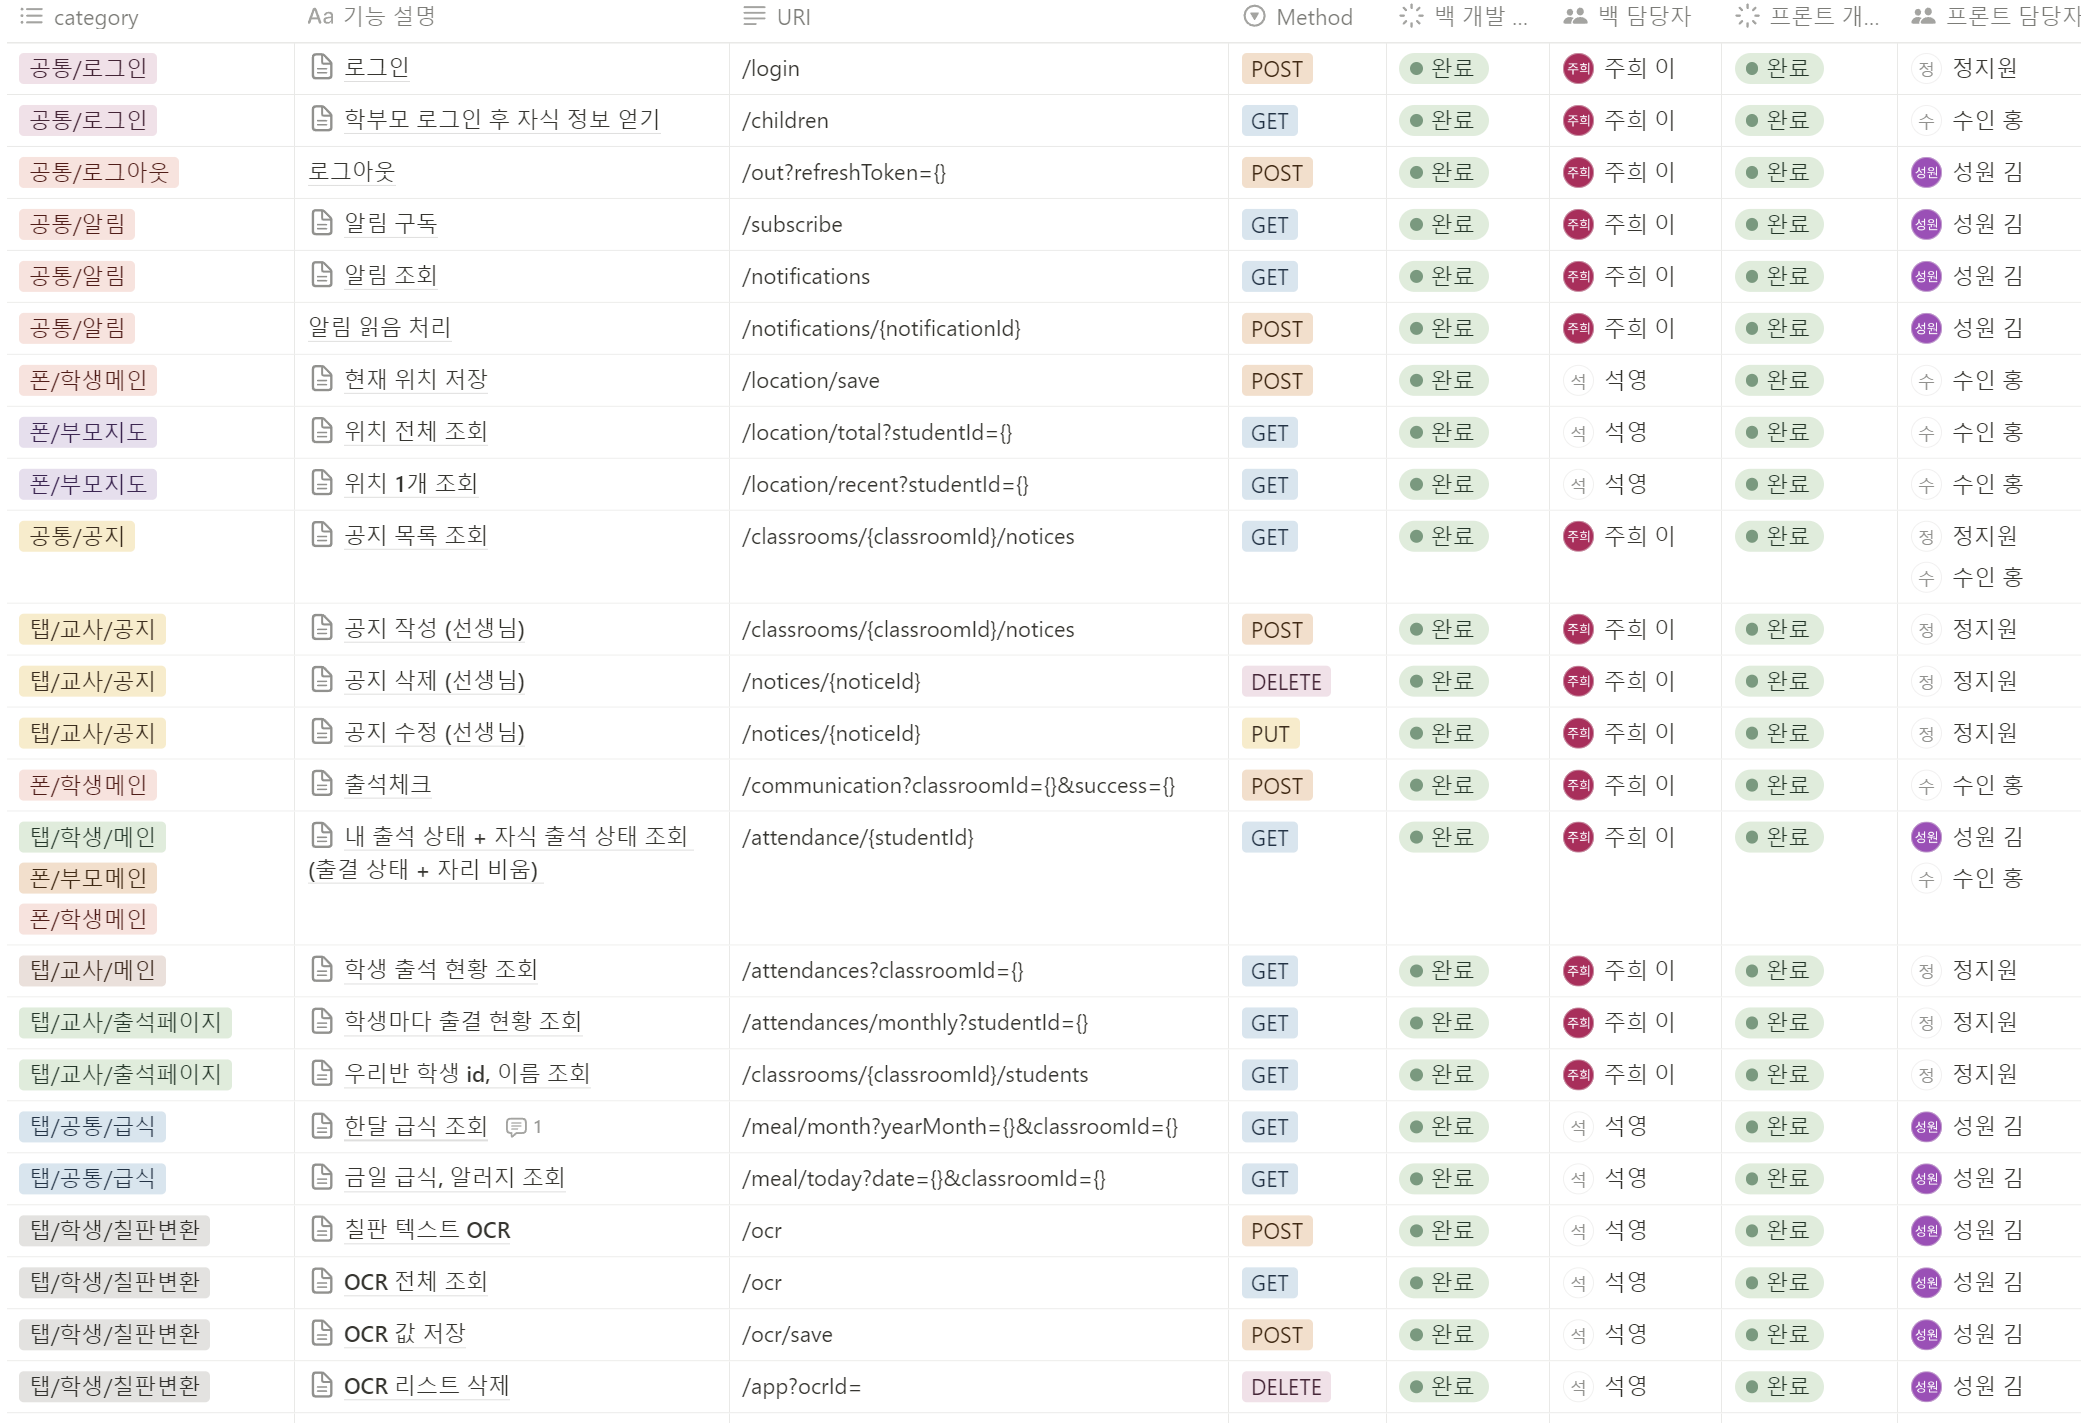 category Aa 기능 설명 URI Method 백 개발 ... 백 담당자 프론트 개... 프론트 담당자
공통/로그인 로그인 /login POST 완료 주희 주희 이 완료 정 정지원
공통/로그인 학부모 로그인 후 자식 정보 얻기 /children GET 완료 주희 주희 이 완료 수 수인 홍
공통/로그아웃 로그아웃 /out?refreshToken={} POST 완료 주희 주희 이 완료 성원 성원 김
공통/알림 알림 구독 /subscribe GET 완료 주희 주희 이 완료 성원 성원 김
공통/알림 알림 조회 /notifications GET 완료 주희 주희 이 완료 성원 성원 김
공통/알림 알림 읽음 처리 /notifications/{notificationId} POST 완료 주희 주희 이 완료 성원 성원 김
폰/학생메인 현재 위치 저장 /location/save POST 완료 석 석영 완료 수 수인 홍
폰/부모지도 위치 전체 조회 /location/total?studentId={} GET 완료 석 석영 완료 수 수인 홍
폰/부모지도 위치 1개 조회 /location/recent?studentId={} GET 완료 석 석영 완료 수 수인 홍
공통/공지 공지 목록 조회 /classrooms/{classroomId}/notices GET 완료 주희 주희 이 완료 정 정지원
수 수인 홍
탭/교사/공지 공지 작성 (선생님) /classrooms/{classroomId}/notices POST 완료 주희 주희 이 완료 정 정지원
탭/교사/공지 공지 삭제 (선생님) /notices/{noticeId} DELETE 완료 주희 주희 이 완료 정 정지원
탭/교사/공지 공지 수정 (선생님) /notices/{noticeId} PUT 완료 주희 주희 이 완료 정 정지원
폰/학생메인 출석체크 /communication?classroomId={}&success={} POST 완료 주희 주희 이 완료 수 수인 홍
탭/학생/메인 내 출석 상태 + 자식 출석 상태 조회 /attendance/{studentId} GET 완료 주희 주희 이 완료 성원 성원 김
폰/부모메인 (출결 상태 + 자리 비움) 수 수인 홍
폰/학생메인
탭/교사/메인 학생 출석 현황 조회 /attendances?classroomId={} GET 완료 주희 주희 이 완료 정 정지원
탭/교사/출석페이지 학생마다 출결 현황 조회 /attendances/monthly?studentId={} GET 완료 주희 주희 이 완료 정 정지원
탭/교사/출석페이지 우리반 학생 id, 이름 조회 /classrooms/{classroomId}/students GET 완료 주희 주희 이 완료 정 정지원
탭/공통/급식 한달 급식 조회 1 /meal/month?yearMonth={}&classroomId={} GET 완료 석 석영 완료 성원 성원 김
탭/공통/급식 금일 급식, 알러지 조회 /meal/today?date={}&classroomId={} GET 완료 석 석영 완료 성원 성원 김
탭/학생/칠판변환 칠판 텍스트 OCR /ocr POST 완료 석 석영 완료 성원 성원 김
탭/학생/칠판변환 OCR 전체 조회 /ocr GET 완료 석 석영 완료 성원 성원 김
탭/학생/칠판변환 OCR 값 저장 /ocr/save POST 완료 석 석영 완료 성원 성원 김
탭/학생/칠판변환 OCR 리스트 삭제 /app?ocrId= DELETE 완료 석 석영 완료 성원 성원 김